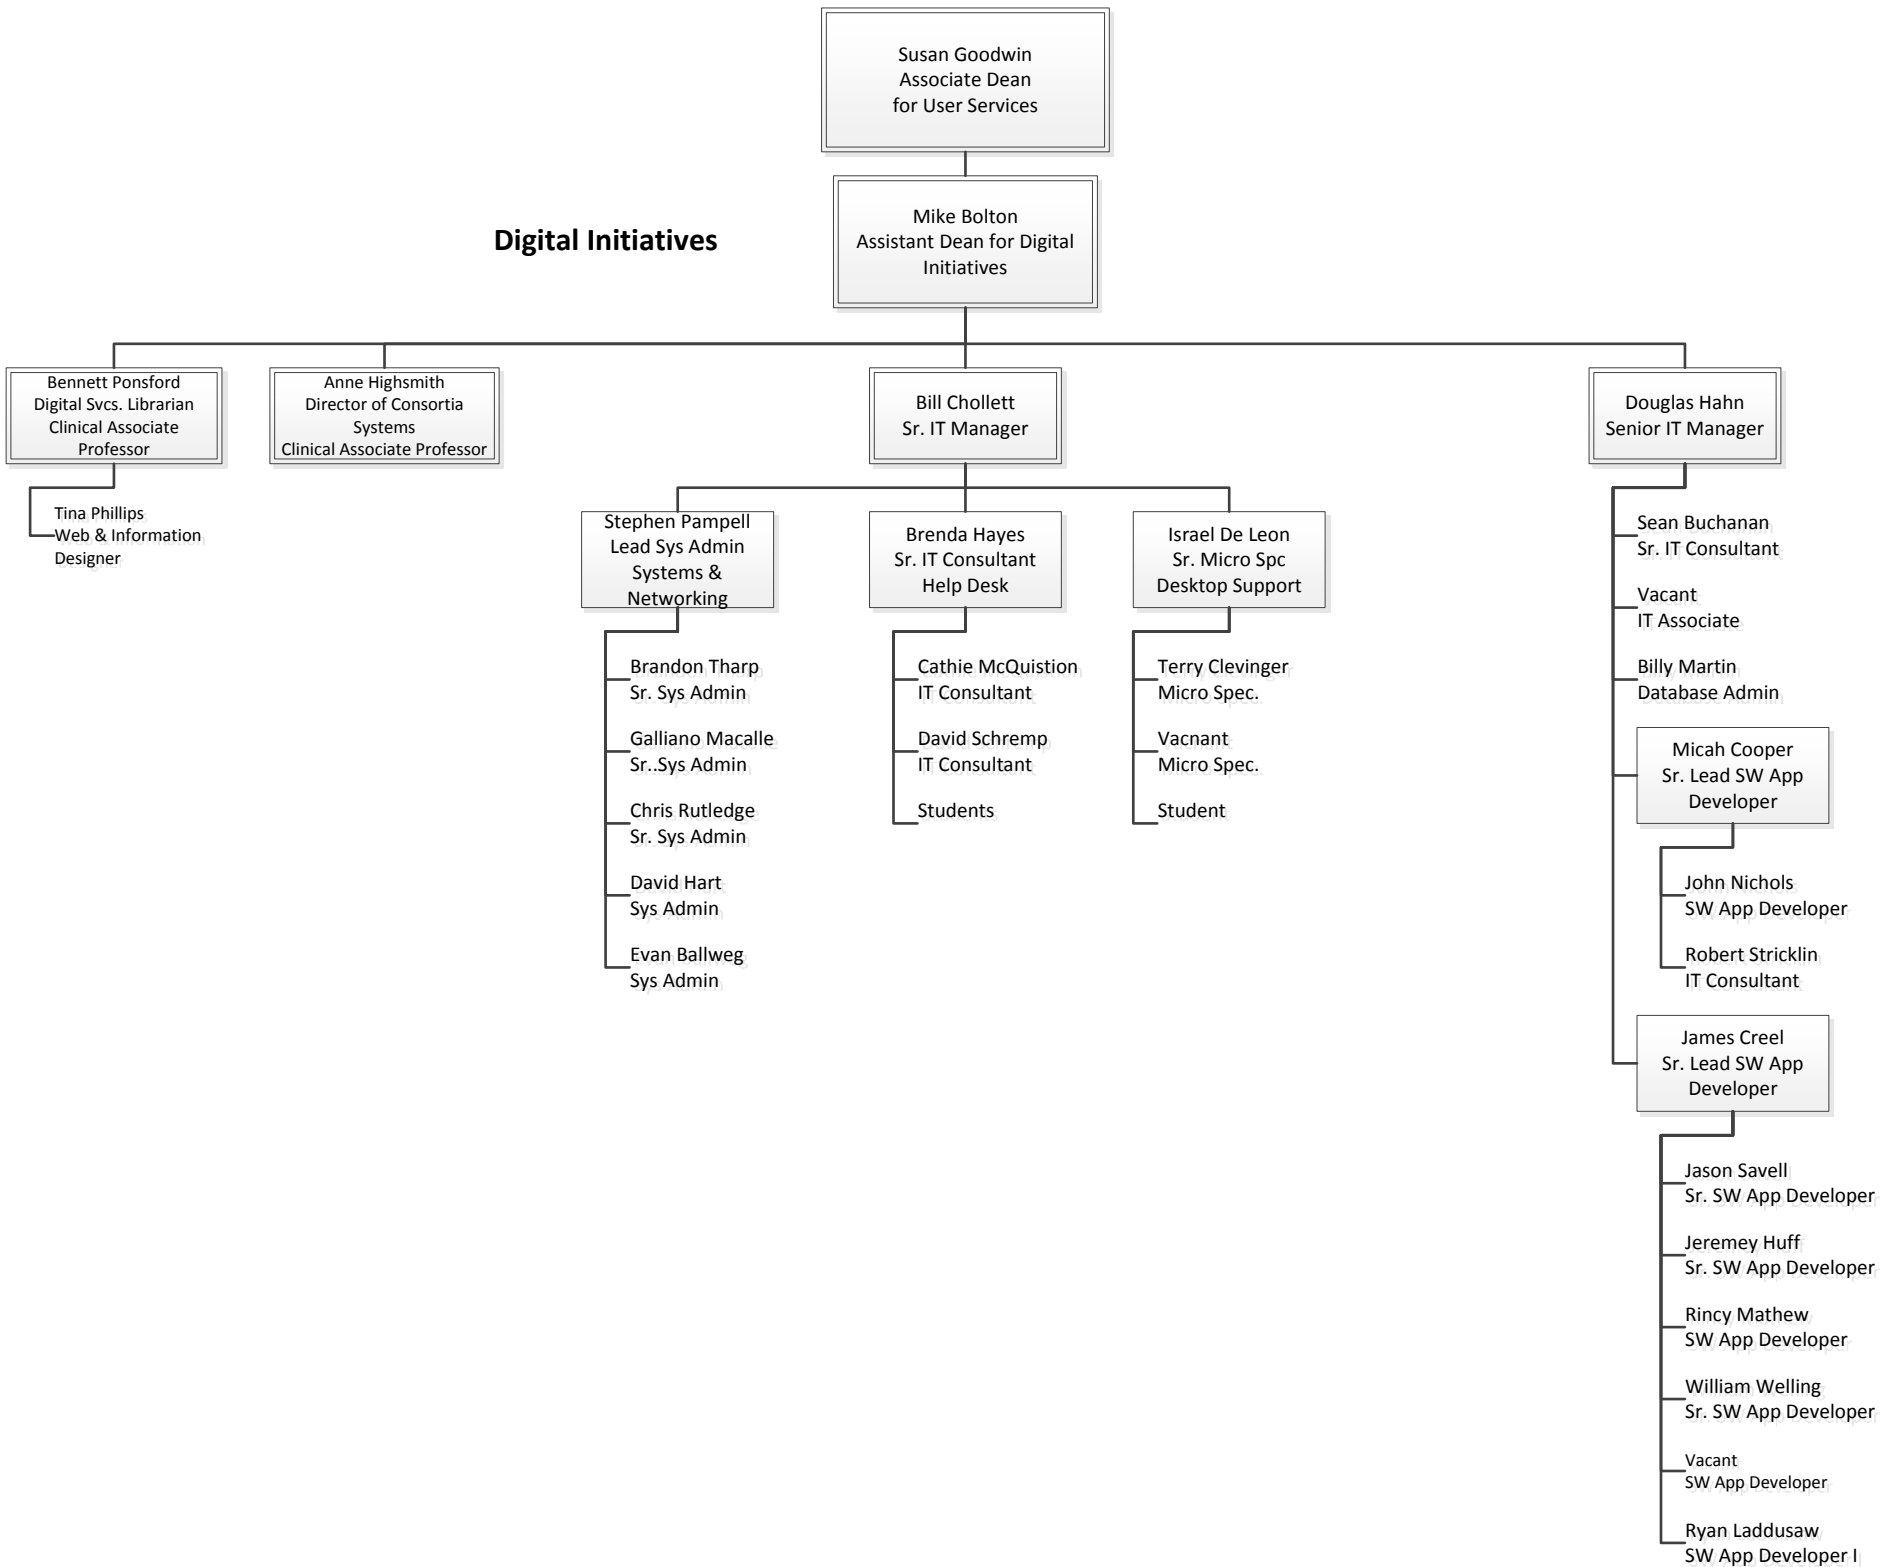 Susan Goodwin
Associate Dean
for User Services
Digital Initiatives
Mike Bolton
Assistant Dean for Digital
Initiatives
Bennett Ponsford
Digital Svcs. Librarian
Clinical Associate
Professor
Anne Highsmith
Director of Consortia
Systems
Clinical Associate Professor
Bill Chollett
Sr. IT Manager
Douglas Hahn
Senior IT Manager
Tina Phillips
Web & Information
Designer
Stephen Pampell
Lead Sys Admin
Systems &
Networking
Brandon Tharp
Sr. Sys Admin
Galliano Macalle
Sr..Sys Admin
Chris Rutledge
Sr. Sys Admin
David Hart
Sys Admin
Evan Ballweg
Sys Admin
Brenda Hayes
Sr. IT Consultant
Help Desk
Cathie McQuistion
IT Consultant
David Schremp
IT Consultant
Students
Israel De Leon
Sr. Micro Spc
Desktop Support
Terry Clevinger
Micro Spec.
Vacnant
Micro Spec.
Student
Sean Buchanan
Sr. IT Consultant
Vacant
IT Associate
Billy Martin
Database Admin
Micah Cooper
Sr. Lead SW App
Developer
John Nichols
SW App Developer
Robert Stricklin
IT Consultant
James Creel
Sr. Lead SW App
Developer
Jason Savell
Sr. SW App Developer
Jeremey Huff
Sr. SW App Developer
Rincy Mathew
SW App Developer
William Welling
Sr. SW App Developer
Vacant
SW App Developer
Ryan Laddusaw
SW App Developer I